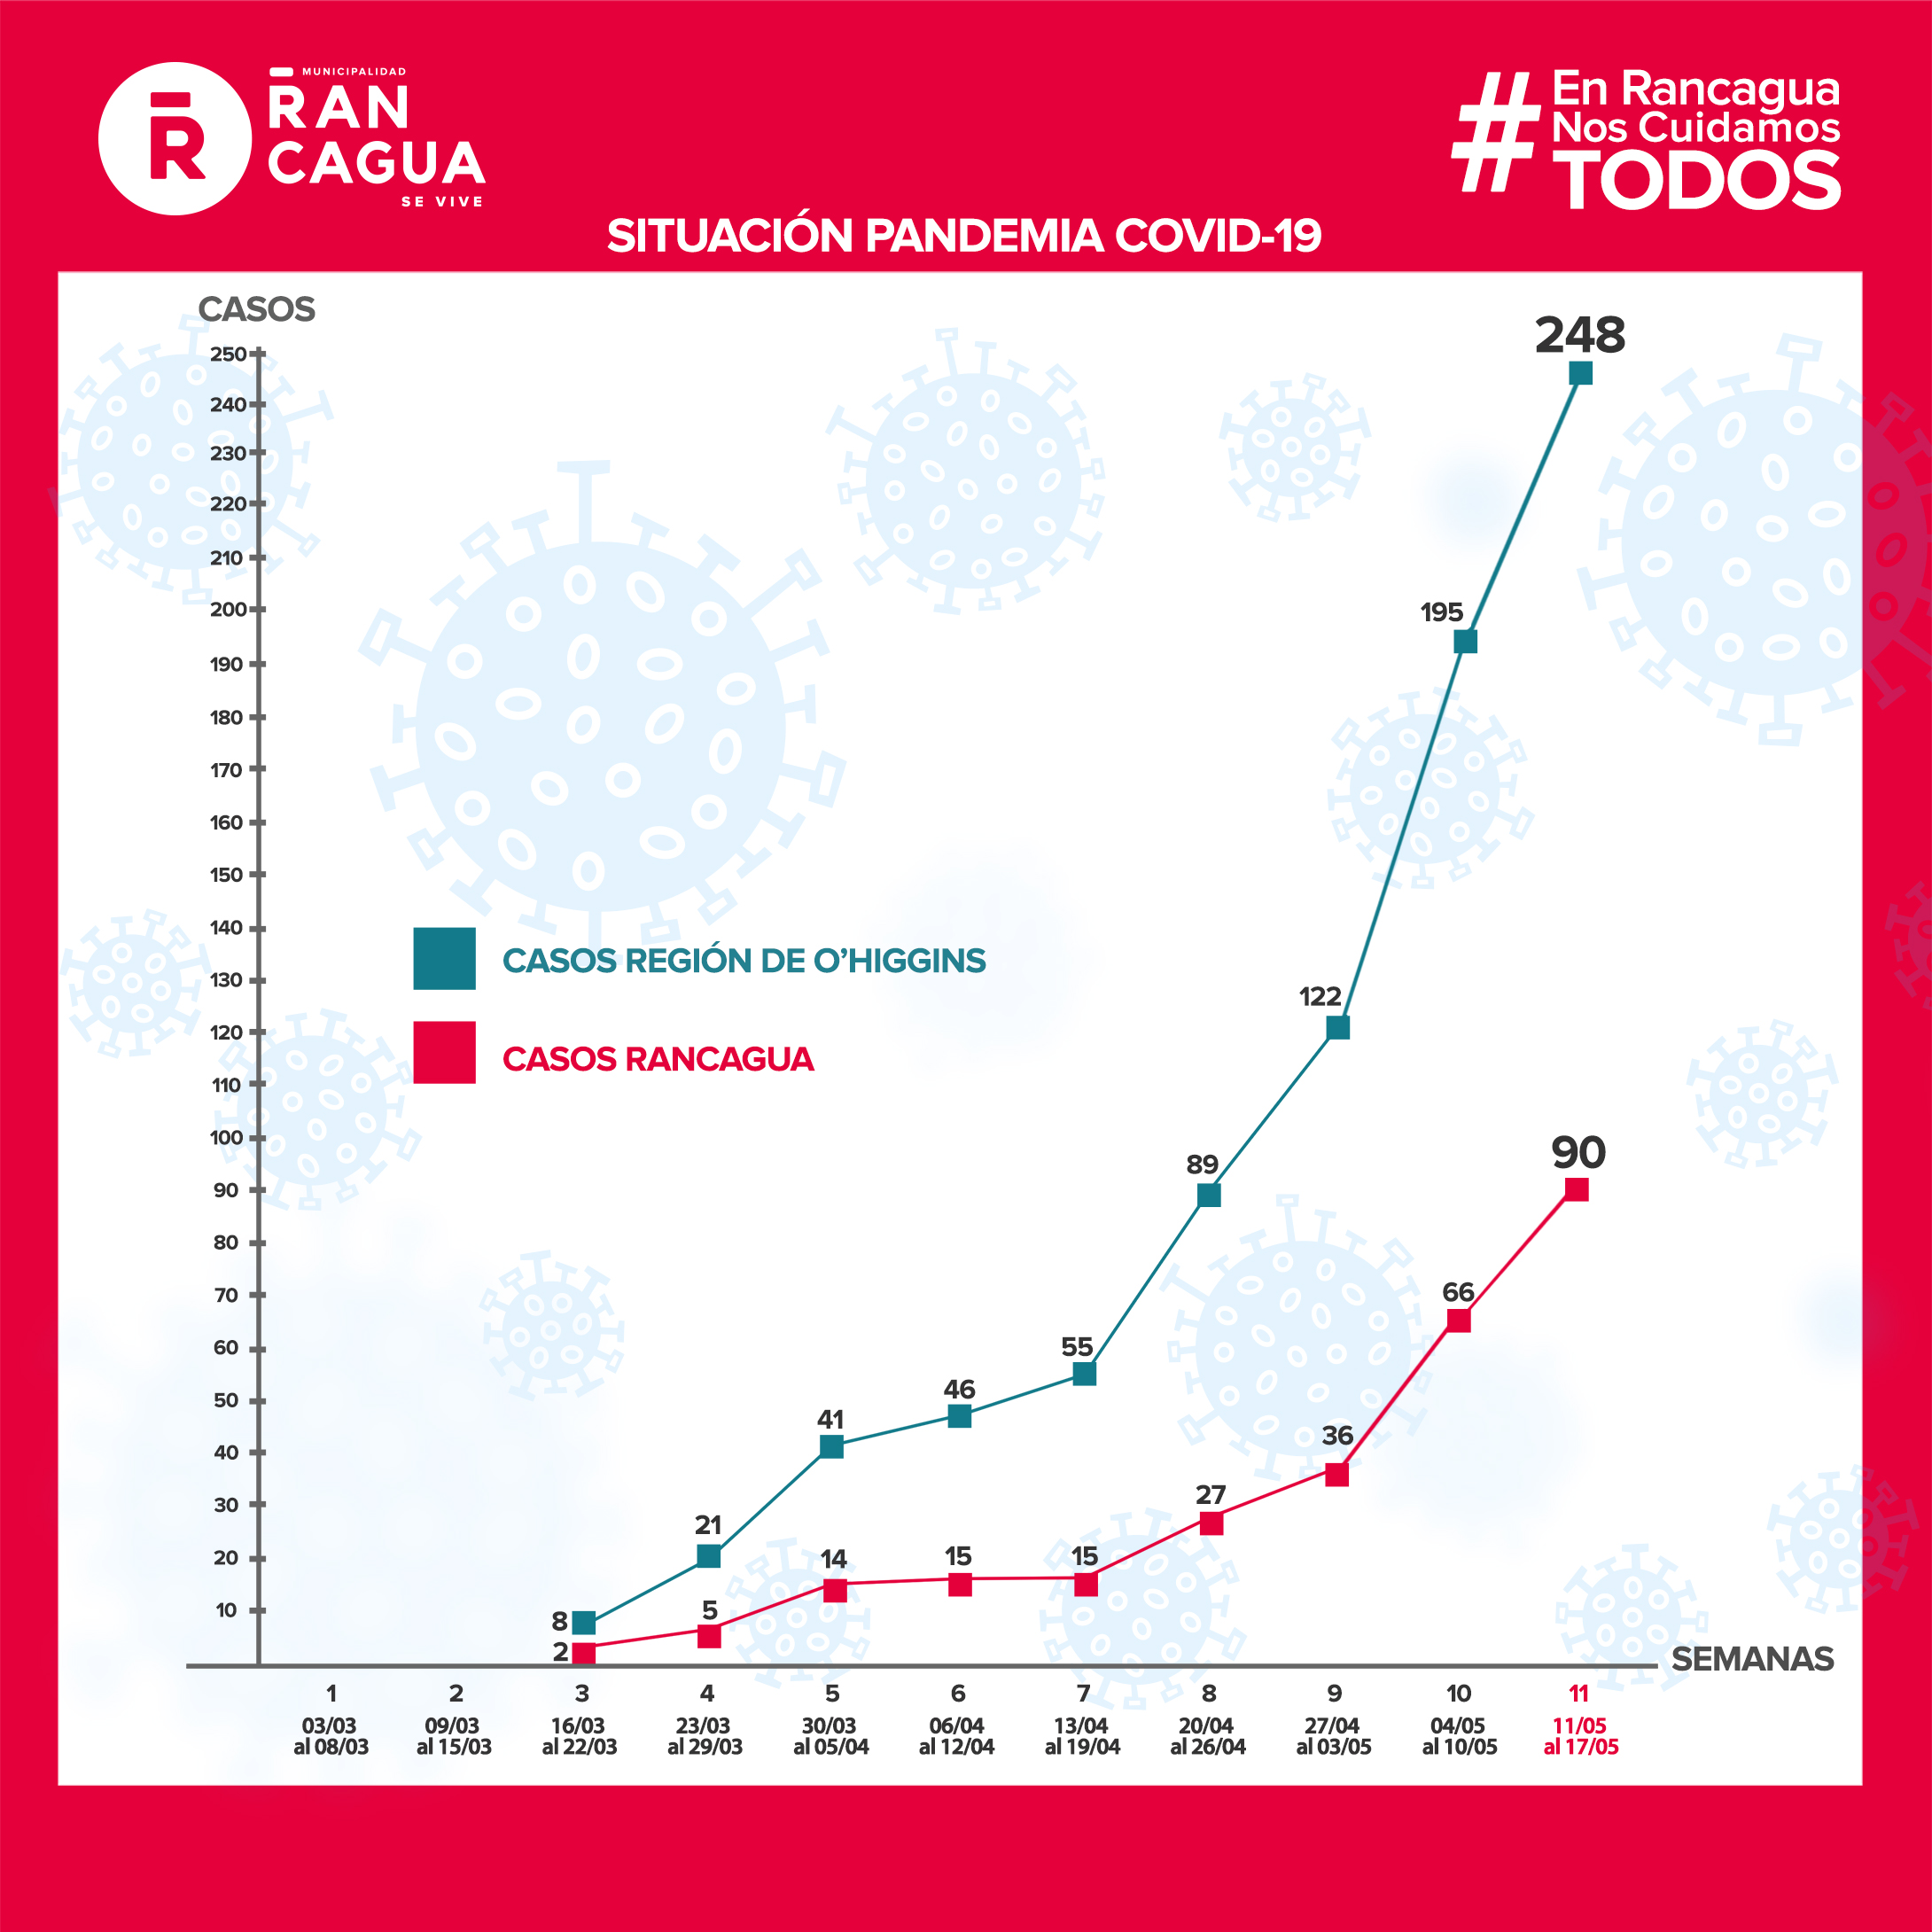 MUNICIPALIDAD
RAN
CAGUA
SE VIVE
R
# En Rancagua
Nos Cuidamos
TODOS
SITUACIÓN PANDEMIA COVID-19
CASOS
250
240
230
220
210
200
190
180
170
160
150
140
130
120
110
100
90
80
70
60
50
40
30
20
10
CASOS REGIÓN DE O'HIGGINS
CASOS RANCAGUA
248
195
122
89
55
46
41
21
8
90
66
36
27
15
15
14
5
2
SEMANAS
1 2 3 4 5 6 7 8 9 10 11
03/03 09/03 16/03 23/03 30/03 06/04 13/04 20/04 27/04 04/05 11/05
al 08/03 al 15/03 al 22/03 al 29/03 al 05/04 al 12/04 al 19/04 al 26/04 al 03/05 al 10/05 al 17/05